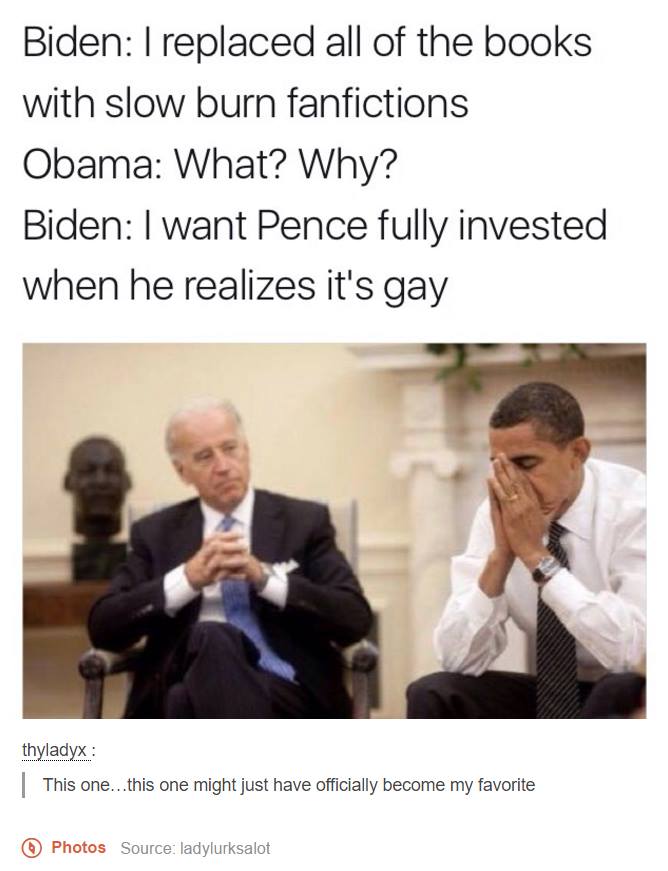 Biden: I replaced all of the books
with slow burn fanfictions
Obama: What? Why?
Biden: I want Pence fully invested
when he realizes it's gay
thyladyx :
This one…this one might just have officially become my favorite
Photos Source: ladylurksalot